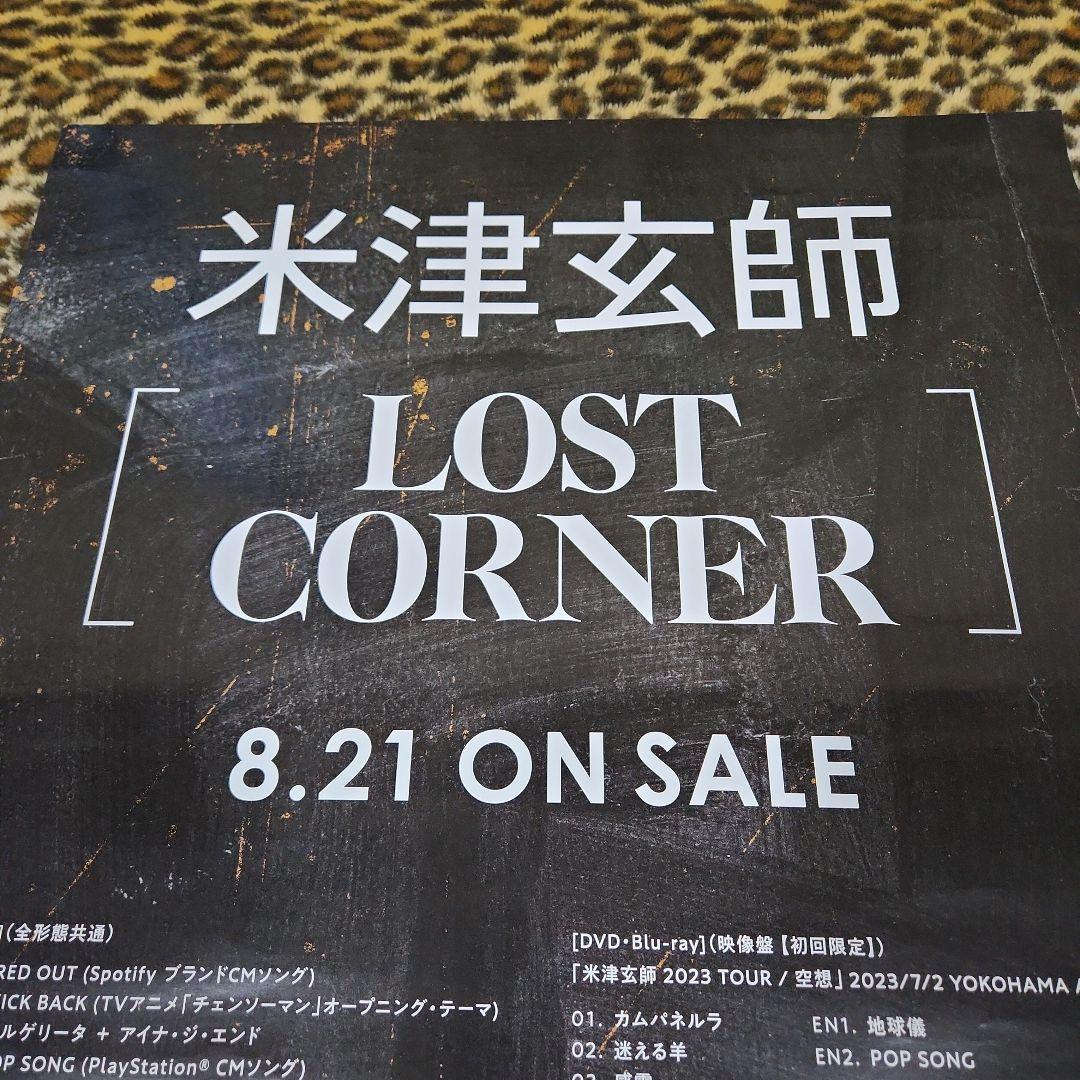 米津玄師
LOST
CORNER
8.21 ON SALE
](全形態共通)
RED OUT (Spotify ブランドCMソング)
ICK BACK (TVアニメ「チェンソーマン」オープニング・テーマ)
ルゲリータ + アイナ・ジ・エンド
OP SONG (PlayStation® CMソング)
[DVD・Blu-ray](映像盤【初回限定】)
「米津玄師 2023 TOUR / 空想」2023/7/2 YOKOHAMA
01. カムパネルラ EN1. 地球儀
02. 迷える羊 EN2. POP SONG